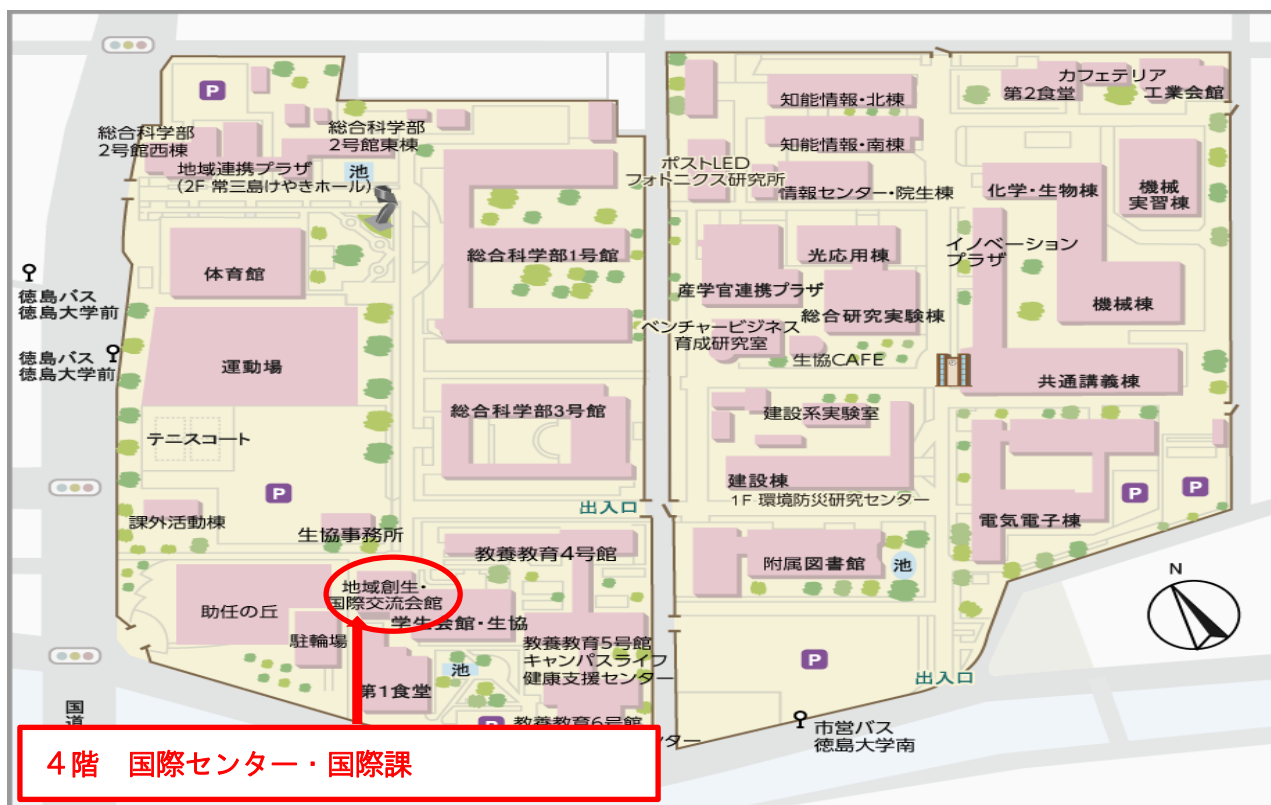 P
総合科学部
2号館西棟
総合科学部
2号館東棟
地域連携プラザ
(2F 常三島けやきホール)
池
体育館
総合科学部1号館
徳島バス
徳島大学前
徳島バス
徳島大学前
運動場
総合科学部3号館
テニスコート
P
課外活動棟
生協事務所
出入口
教養教育4号館
地域創生・
国際交流会館
学生会館・生協
助任の丘
駐輪場
第1食堂
池
教養教育5号館
キャンパスライフ
健康支援センター
教養教育6号館
P
ンター
国道
4階 国際センター・国際課
知能情報・北棟
知能情報・南棟
カフェテリア
第2食堂
工業会館
ポストLED
フォトニクス研究所
情報センター・院生棟
化学・生物棟
機械
実習棟
光応用棟
イノベーション
プラザ
産学官連携プラザ
総合研究実験棟
機械棟
ベンチャービジネス
育成研究室
生協CAFE
共通講義棟
建設系実験室
建設棟
1F 環境防災研究センター
電気電子棟
P
P
附属図書館
池
N
P
出入口
市営バス
徳島大学南